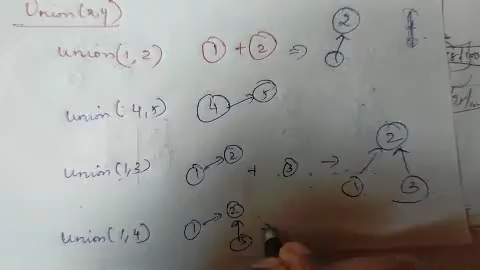 Union(x,y)
Union(1,2) 1 + 2 ⇒ 2 1
Union(4,5) 4 → 5
Union(1,3) 1 → 2 + 3 → 2 1 3
Union(1,4) 1 → 2 3